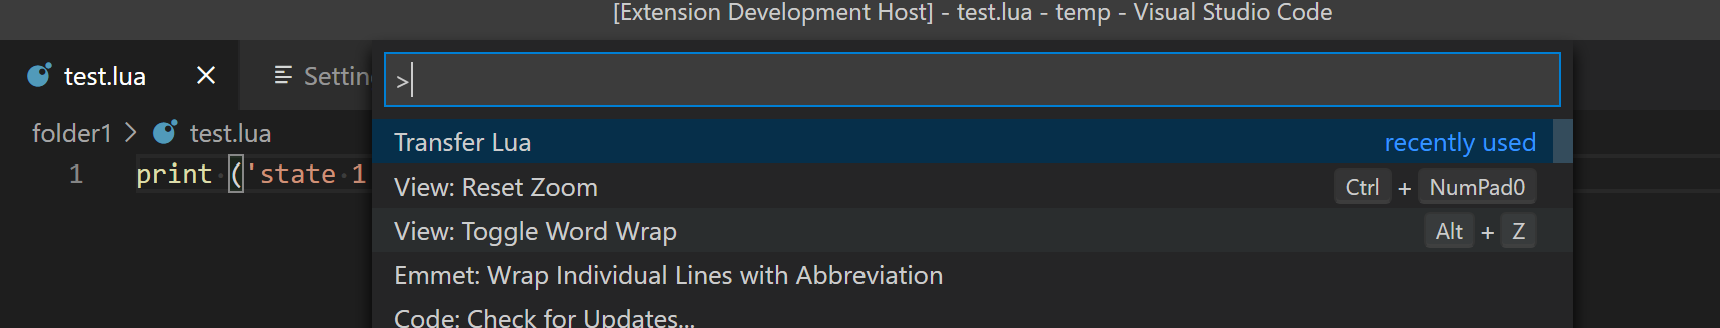 [Extension Development Host] - test.lua - temp - Visual Studio Code
test.lua Settin
>
folder1 > test.lua
1 print ('state 1
Transfer Lua recently used
View: Reset Zoom Ctrl + NumPad0
View: Toggle Word Wrap Alt + Z
Emmet: Wrap Individual Lines with Abbreviation
Code: Check for Updates...